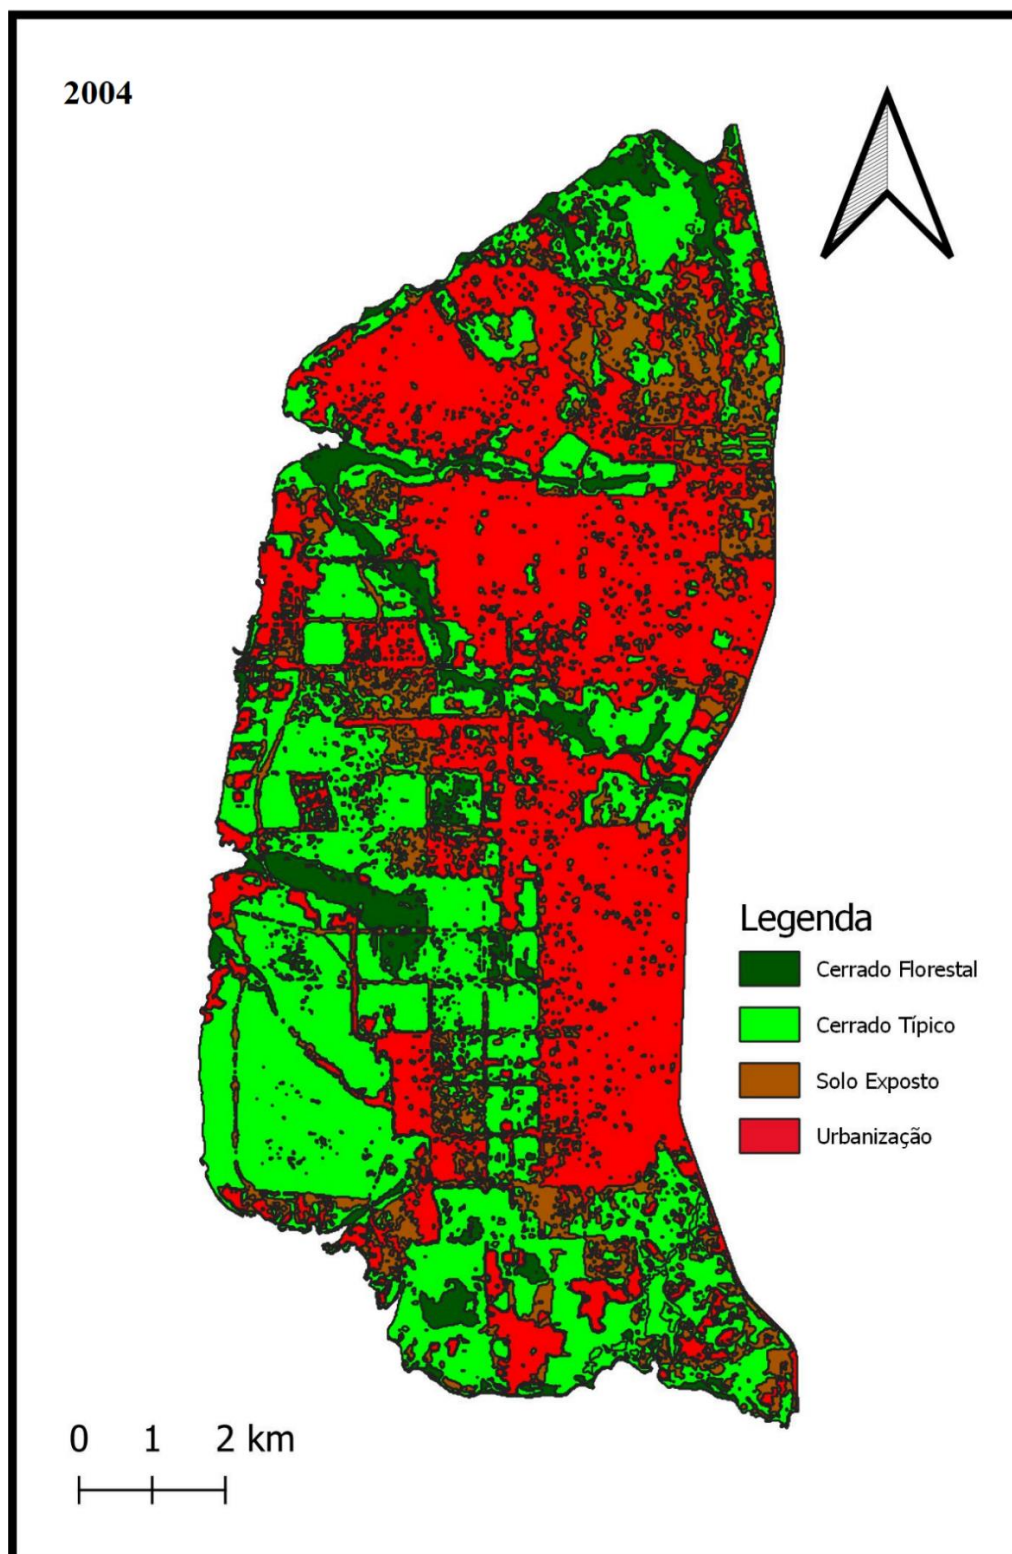 2004
Legenda
Cerrado Florestal
Cerrado Típico
Solo Exposto
Urbanização
0 1 2 km